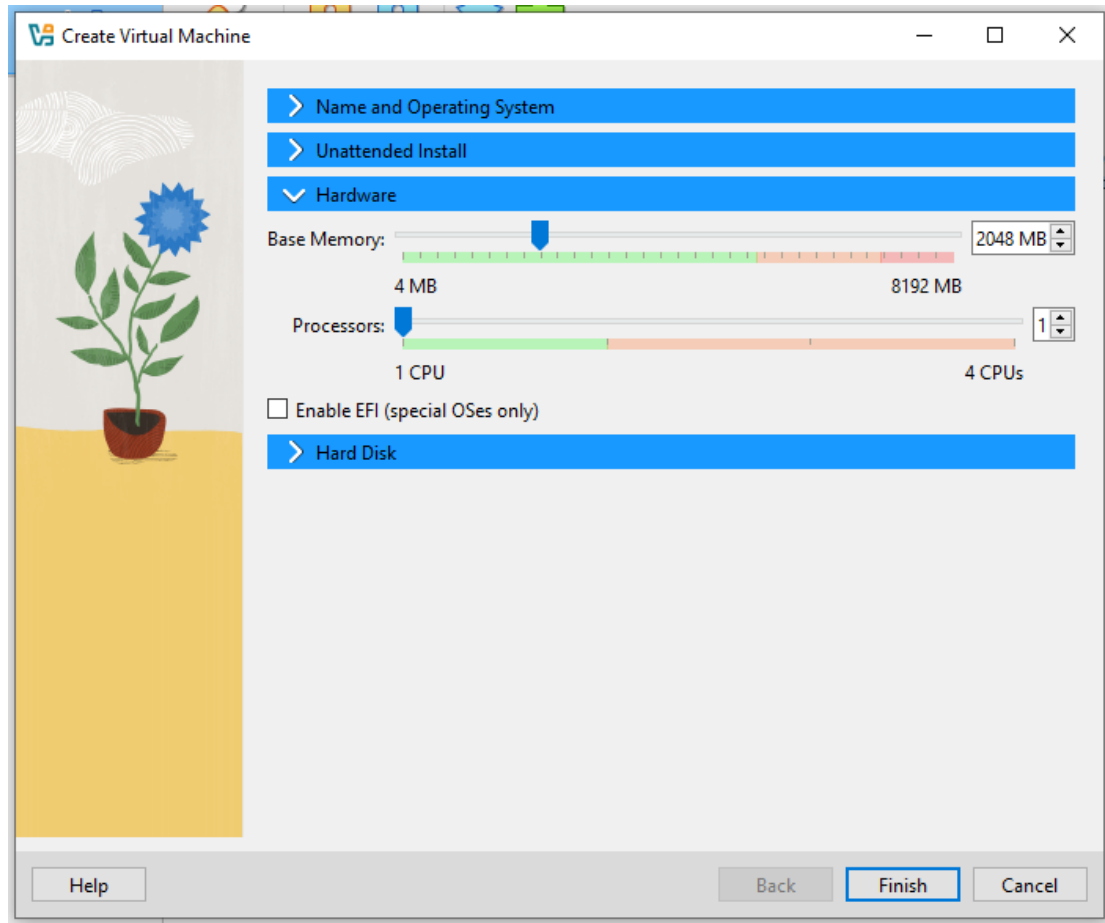 Create Virtual Machine
Name and Operating System
Unattended Install
Hardware
Base Memory: 2048 MB
4 MB 8192 MB
Processors: 1
1 CPU 4 CPUs
Enable EFI (special OSes only)
Hard Disk
Help Back Finish Cancel